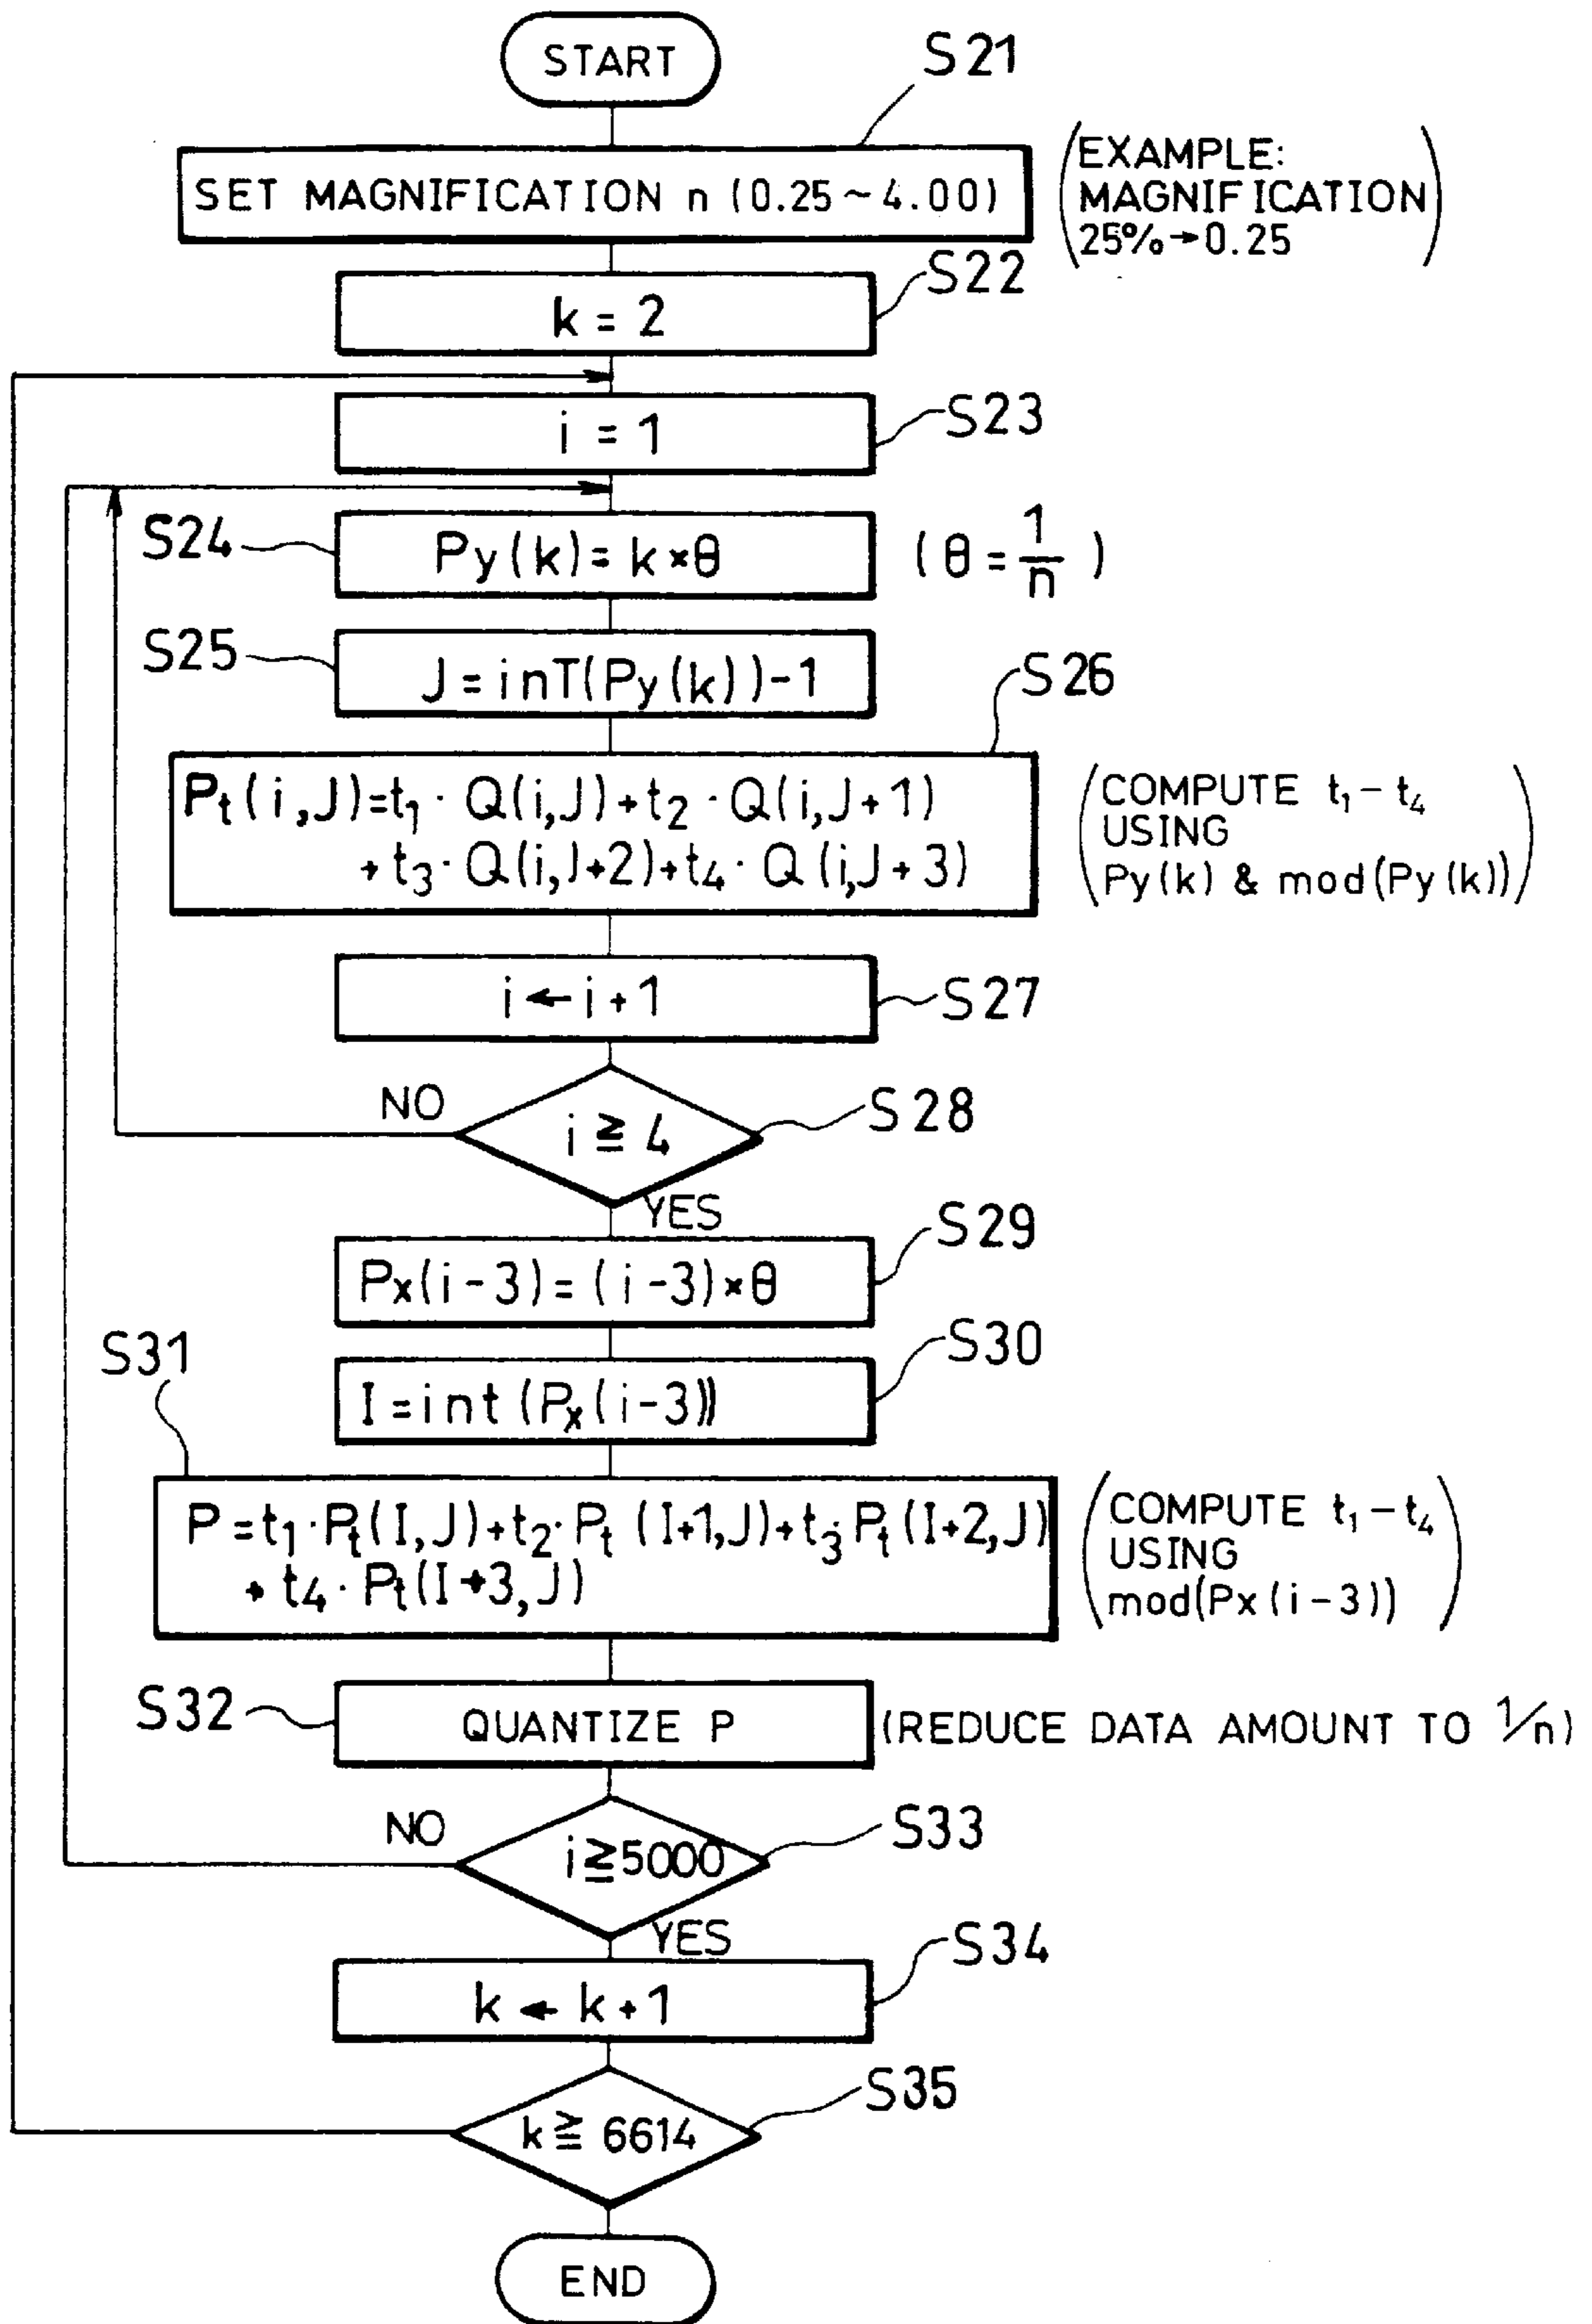 START
S21
SET MAGNIFICATION n (0.25~4.00)
(EXAMPLE:
MAGNIFICATION
25%→0.25)
S22
k = 2
S23
i = 1
S24
Py(k)=k×θ
(θ=1/n)
S25
J=inT(Py(k))-1
S26
Pt(i,J)=t1·Q(i,J)+t2·Q(i,J+1)
+t3·Q(i,J+2)+t4·Q(i,J+3)
(COMPUTE t1-t4
USING
Py(k) & mod(Py(k)))
i←i+1
S27
NO
i≧4
S28
YES
S29
Px(i-3)=(i-3)×θ
S30
I=int(Px(i-3))
S31
P=t1·Pt(I,J)+t2·Pt(I+1,J)+t3·Pt(I+2,J)
+t4·Pt(I+3,J)
(COMPUTE t1-t4
USING
mod(Px(i-3)))
S32
QUANTIZE P
(REDUCE DATA AMOUNT TO 1/n)
NO
i≧5000
S33
YES
S34
k←k+1
S35
k≧6614
END